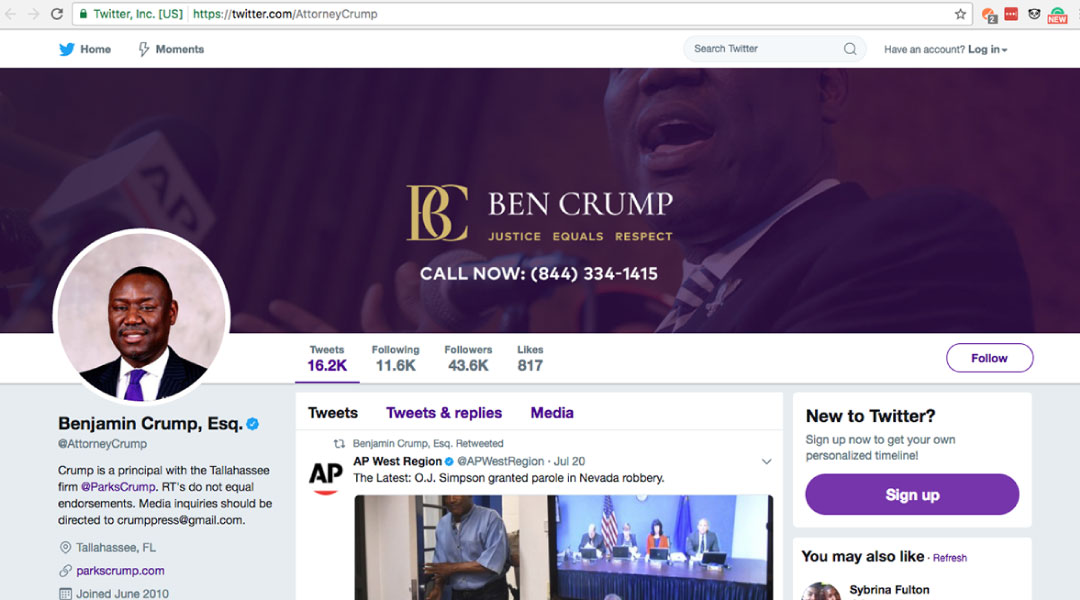 Twitter, Inc. [US] https://twitter.com/AttorneyCrump
2
NEW
Home Moments
Search Twitter
Have an account? Log in
AP
BC BEN CRUMP
JUSTICE EQUALS RESPECT
CALL NOW: (844) 334-1415
Tweets Following Followers Likes
16.2K 11.6K 43.6K 817
Follow
Benjamin Crump, Esq.
@AttorneyCrump
Crump is a principal with the Tallahassee
firm @ParksCrump. RT's do not equal
endorsements. Media inquiries should be
directed to crumppress@gmail.com.
Tallahassee, FL
parkscrump.com
Joined June 2010
Tweets Tweets & replies Media
Benjamin Crump, Esq. Retweeted
AP West Region @APWestRegion · Jul 20
AP
The Latest: O.J. Simpson granted parole in Nevada robbery.
New to Twitter?
Sign up now to get your own
personalized timeline!
Sign up
You may also like · Refresh
Sybrina Fulton